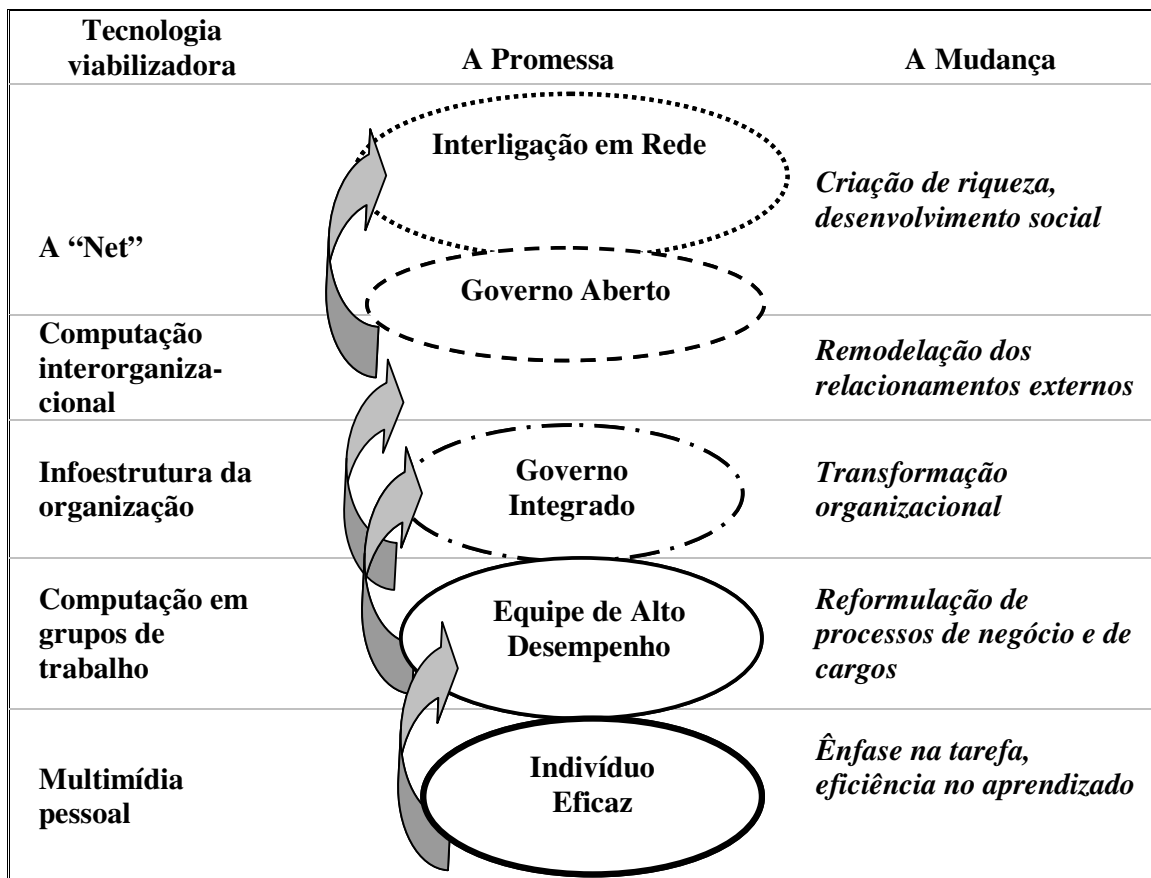 Tecnologia
viabilizadora
A Promessa
A Mudança
A “Net”
Interligação em Rede
Governo Aberto
Criação de riqueza,
desenvolvimento social
Computação
interorganiza-
cional
Remodelação dos
relacionamentos externos
Infoestrutura da
organização
Governo
Integrado
Transformação
organizacional
Computação em
grupos de
trabalho
Equipe de Alto
Desempenho
Reformulação de
processos de negócio e de
cargos
Multimídia
pessoal
Indivíduo
Eficaz
Ênfase na tarefa,
eficiência no aprendizado